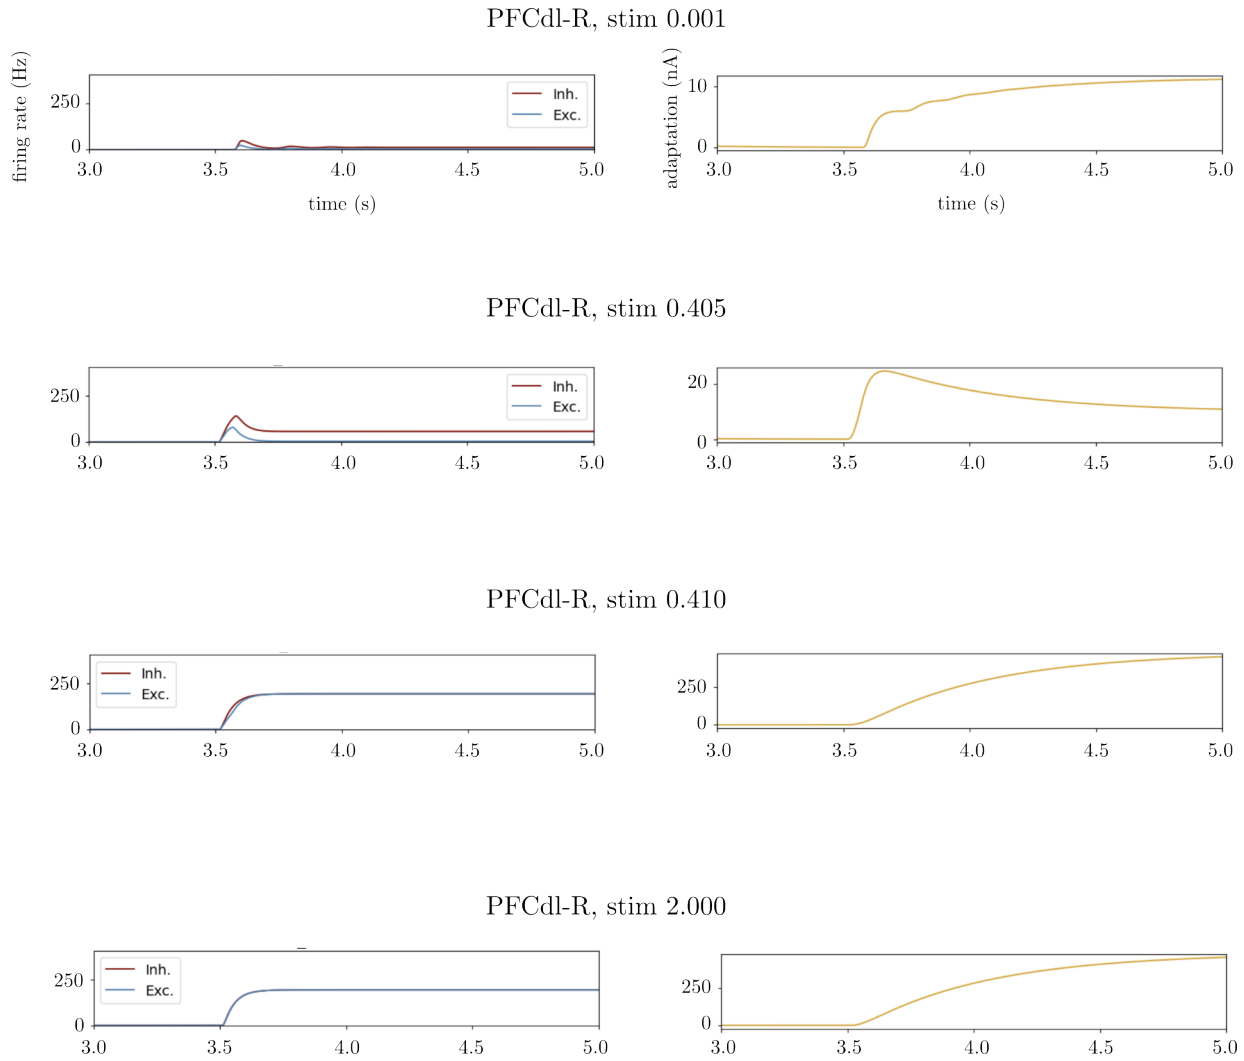 PFCdl-R, stim 0.001
firing rate (Hz)
250
0
Inh.
Exc.
3.0 3.5 4.0 4.5 5.0
time (s)
adaptation (nA)
10
0
3.0 3.5 4.0 4.5 5.0
time (s)
PFCdl-R, stim 0.405
250
0
Inh.
Exc.
3.0 3.5 4.0 4.5 5.0
20
0
3.0 3.5 4.0 4.5 5.0
PFCdl-R, stim 0.410
250
0
Inh.
Exc.
3.0 3.5 4.0 4.5 5.0
250
0
3.0 3.5 4.0 4.5 5.0
PFCdl-R, stim 2.000
250
0
Inh.
Exc.
3.0 3.5 4.0 4.5 5.0
250
0
3.0 3.5 4.0 4.5 5.0